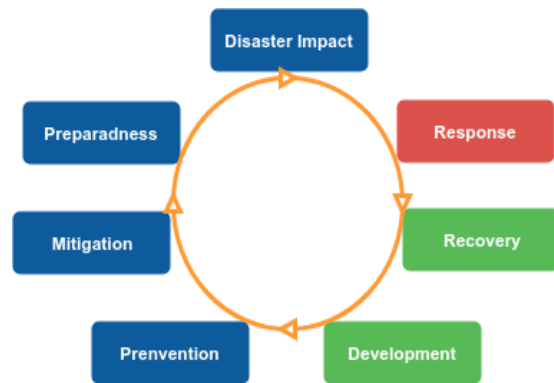 Disaster Impact
Preparadness
Response
Mitigation
Recovery
Prenvention
Development